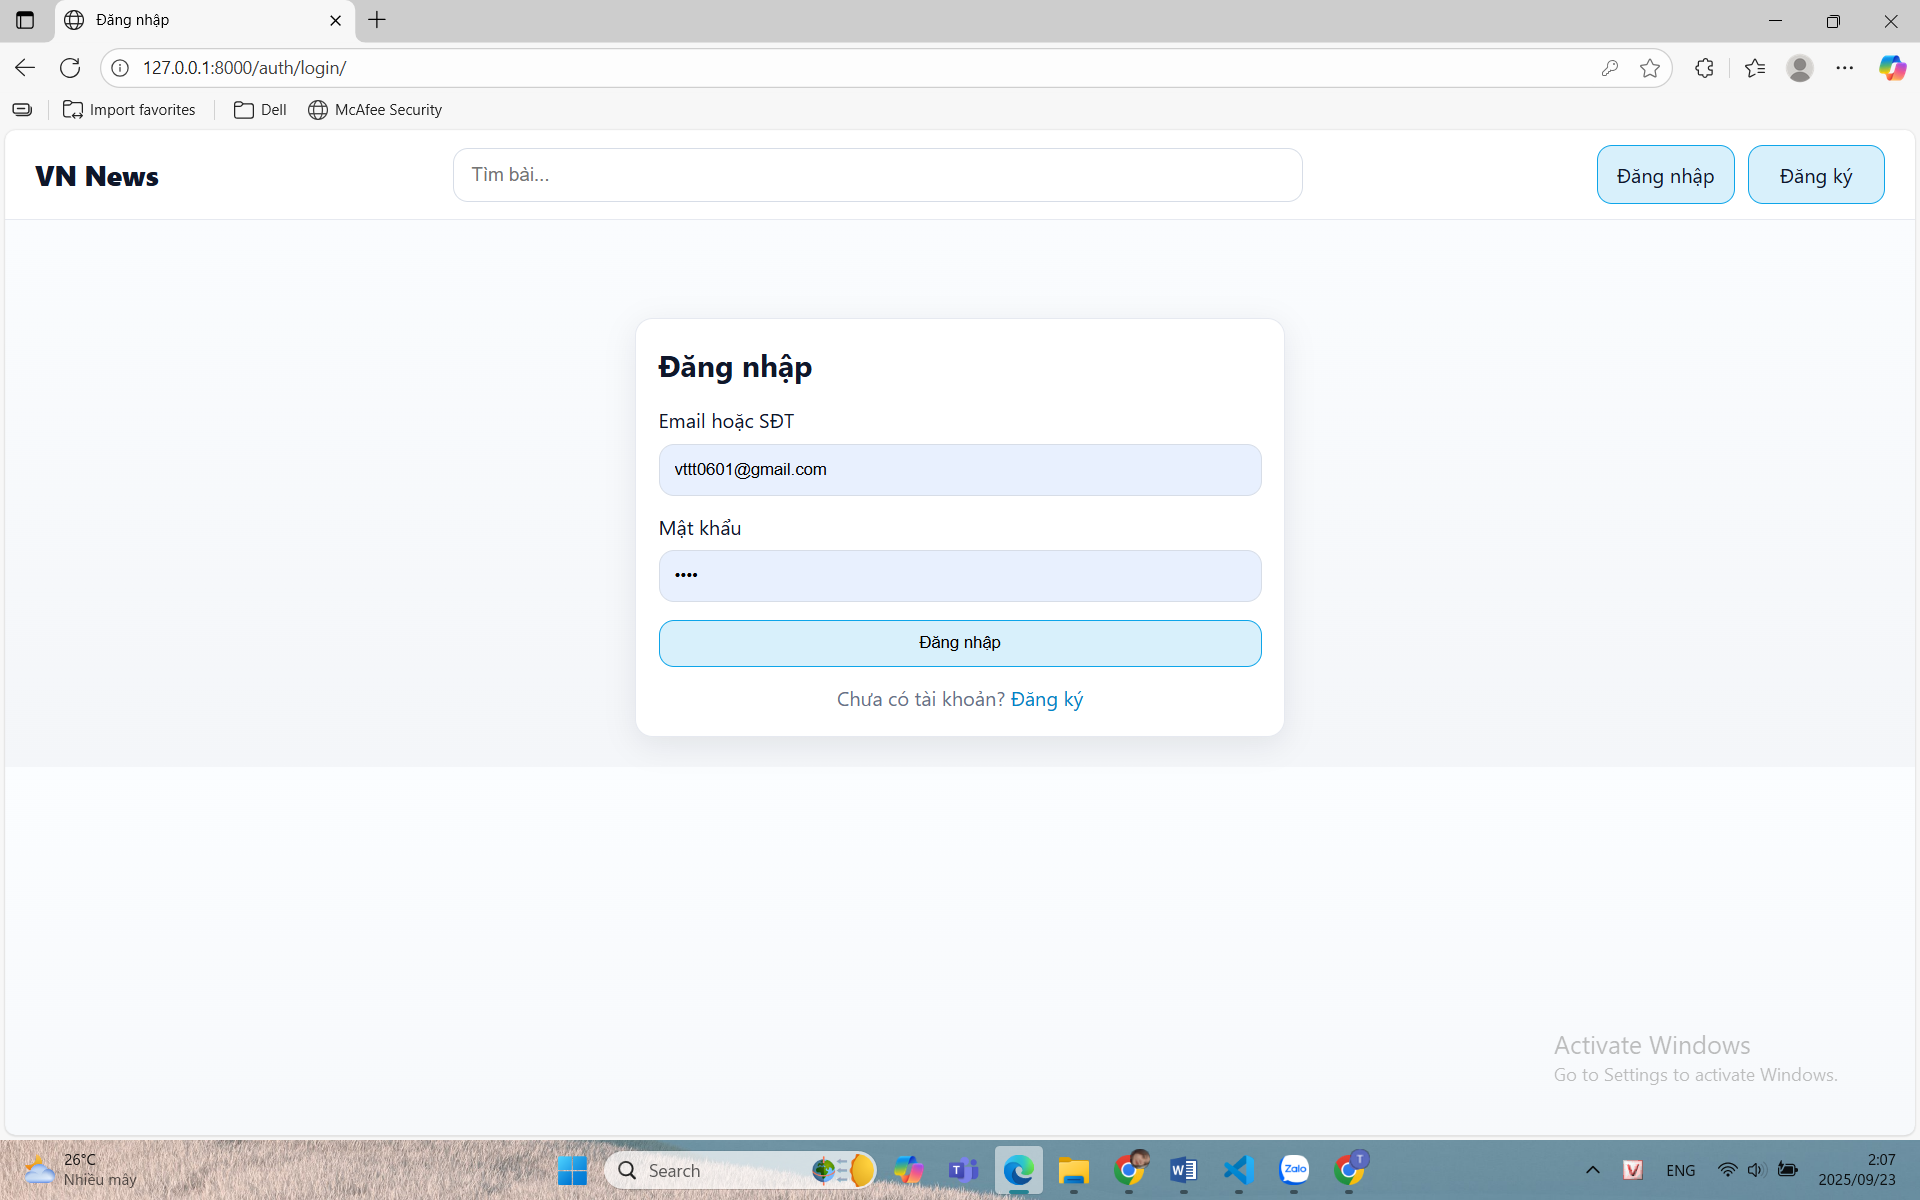 Đăng nhập
127.0.0.1:8000/auth/login/
Import favorites
Dell
McAfee Security
VN News
Tìm bài...
Đăng nhập
Đăng ký
Đăng nhập
Email hoặc SĐT
vttt0601@gmail.com
Mật khẩu
••••
Đăng nhập
Chưa có tài khoản? Đăng ký
Activate Windows
Go to Settings to activate Windows.
26°C
Nhiều mây
Search
Zalo
T
ENG
2:07
2025/09/23